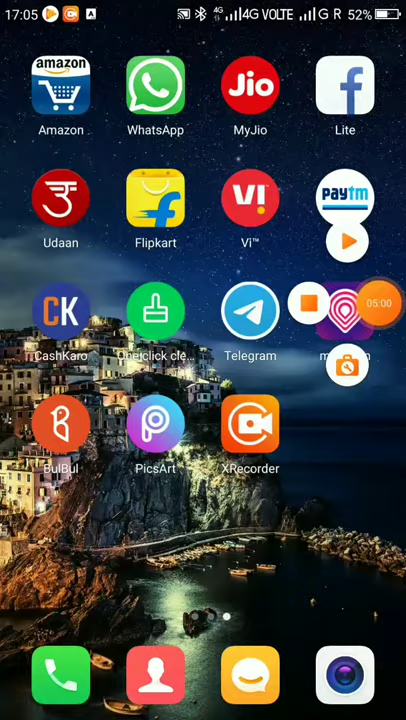 17:05 A 4G 4G VOLTE G R 52%
amazon
Jio
f
Amazon WhatsApp MyJio Lite
उ
VI!
paytm
Udaan Flipkart Vi™
CK
05:00
CashKaro Telegram
BulBul PicsArt XRecorder